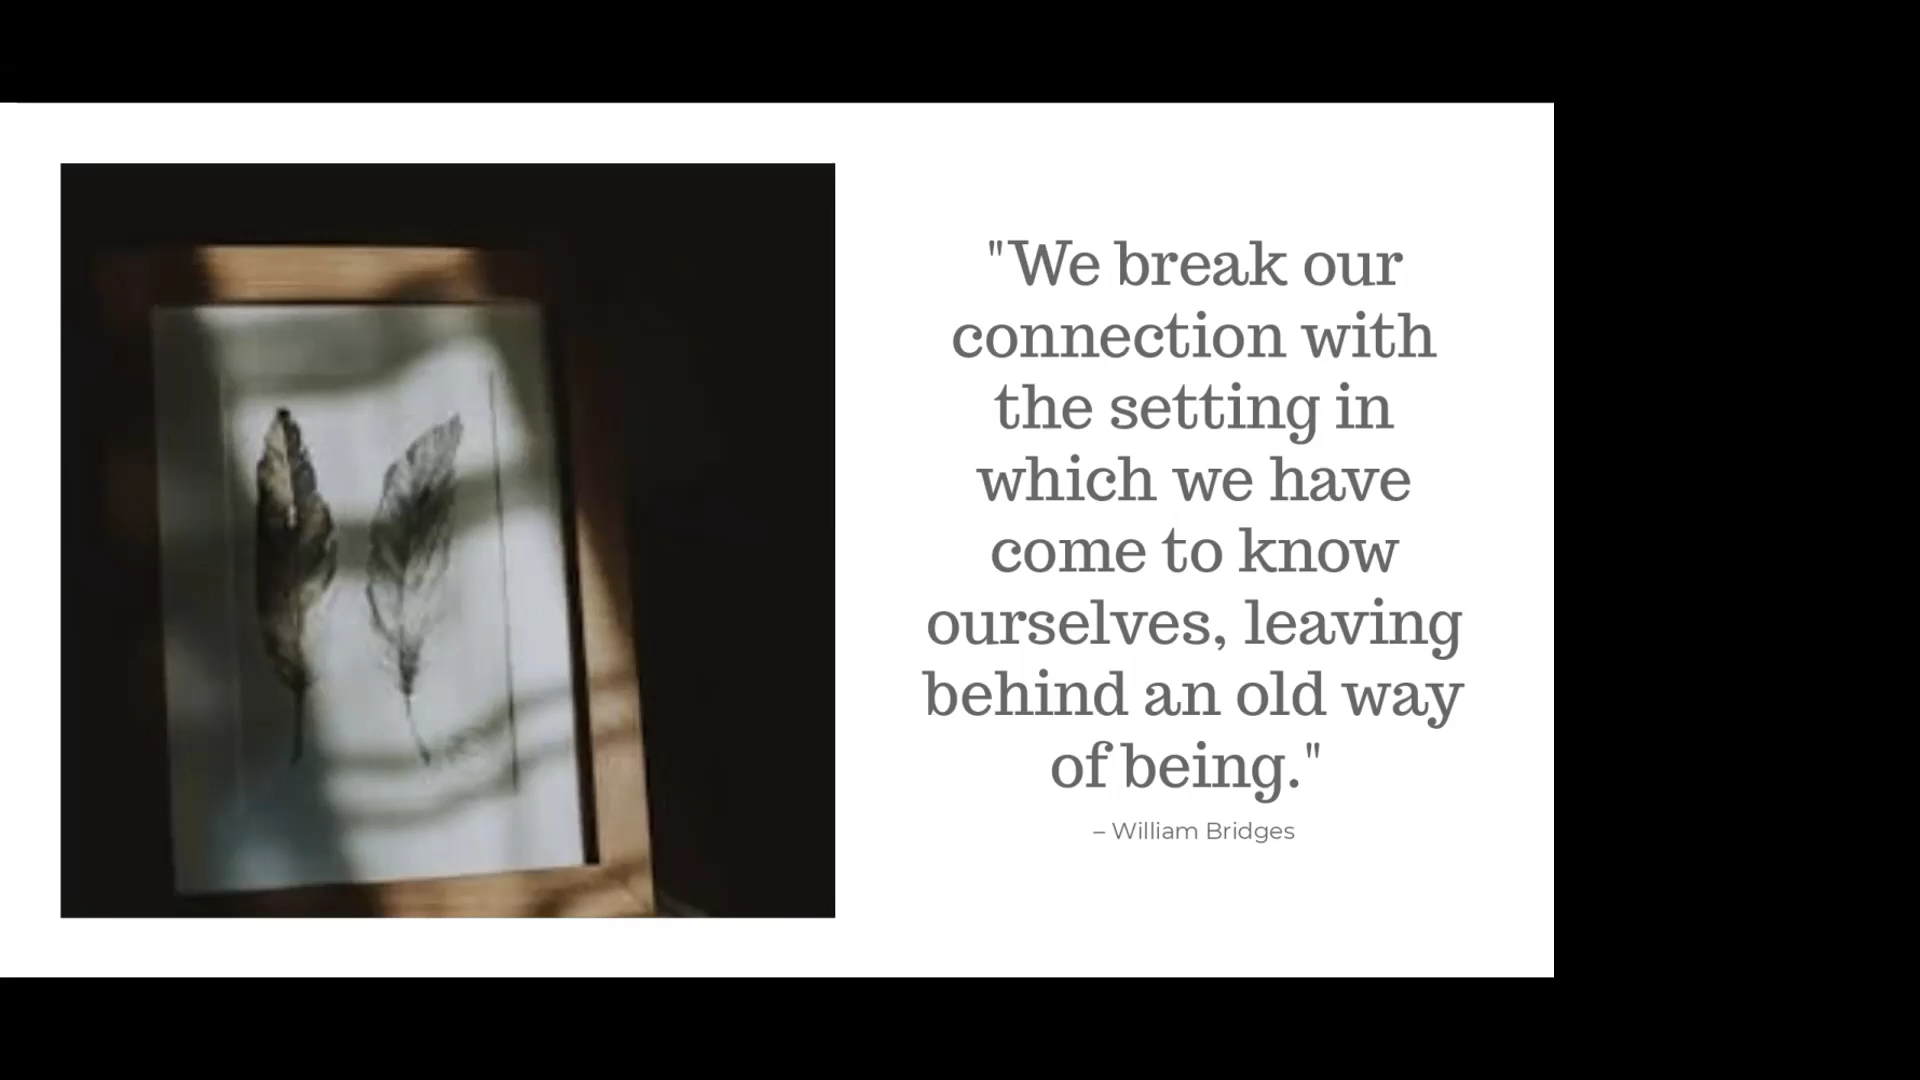 "We break our
connection with
the setting in
which we have
come to know
ourselves, leaving
behind an old way
of being."
– William Bridges